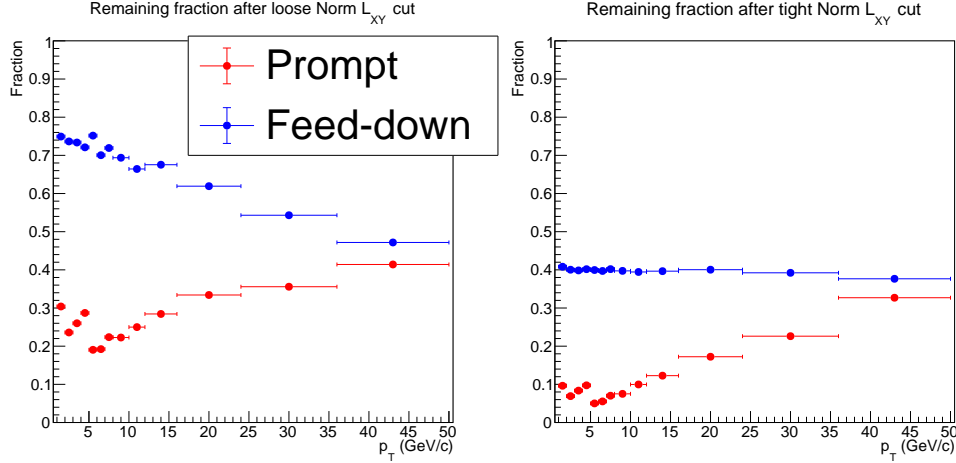 Remaining fraction after loose Norm L_XY cut
Fraction
1
0.9
0.8
0.7
0.6
0.5
0.4
0.3
0.2
0.1
0
5 10 15 20 25 30 35 40 45 50
p_T (GeV/c)
Prompt
Feed-down
Remaining fraction after tight Norm L_XY cut
Fraction
1
0.9
0.8
0.7
0.6
0.5
0.4
0.3
0.2
0.1
0
5 10 15 20 25 30 35 40 45 50
p_T (GeV/c)